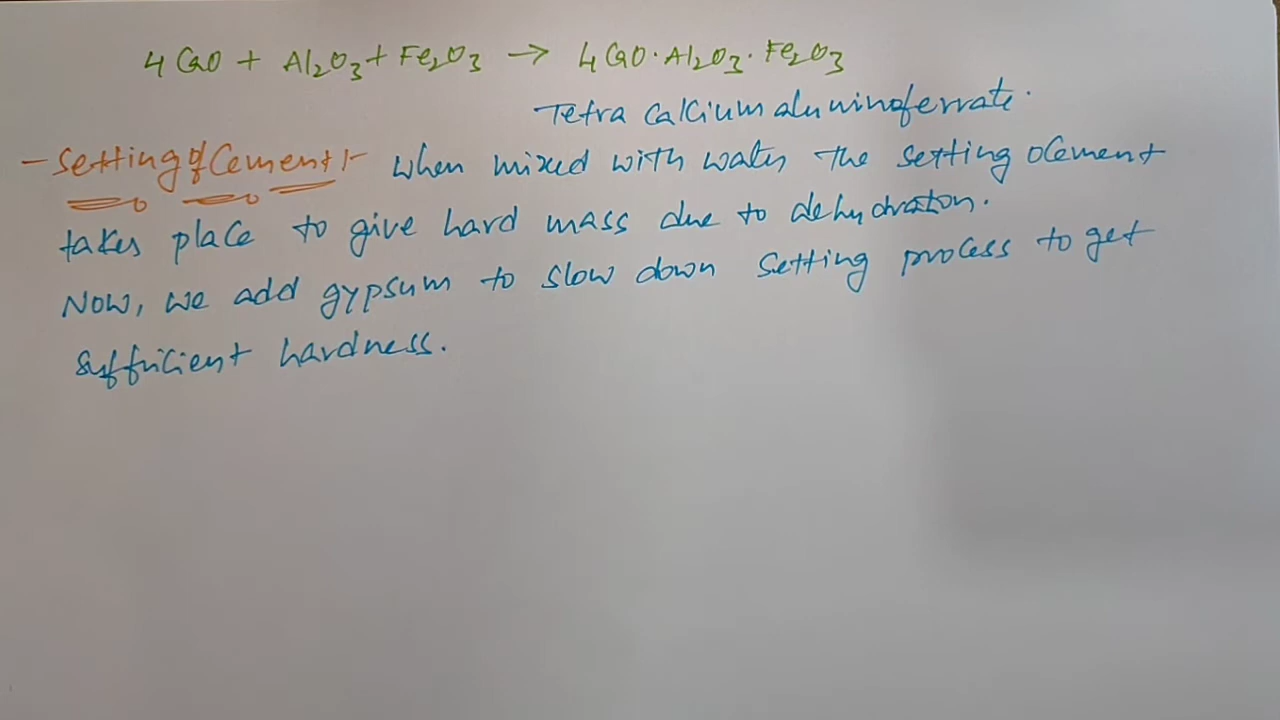 4 CaO + Al₂O₃ + Fe₂O₃ → 4 CaO · Al₂O₃ · Fe₂O₃
Tetra calcium aluminoferrate.
- Setting of Cement :- when mixed with water the setting cement
takes place to give hard mass due to dehydration.
Now, we add gypsum to slow down setting process to get
sufficient hardness.